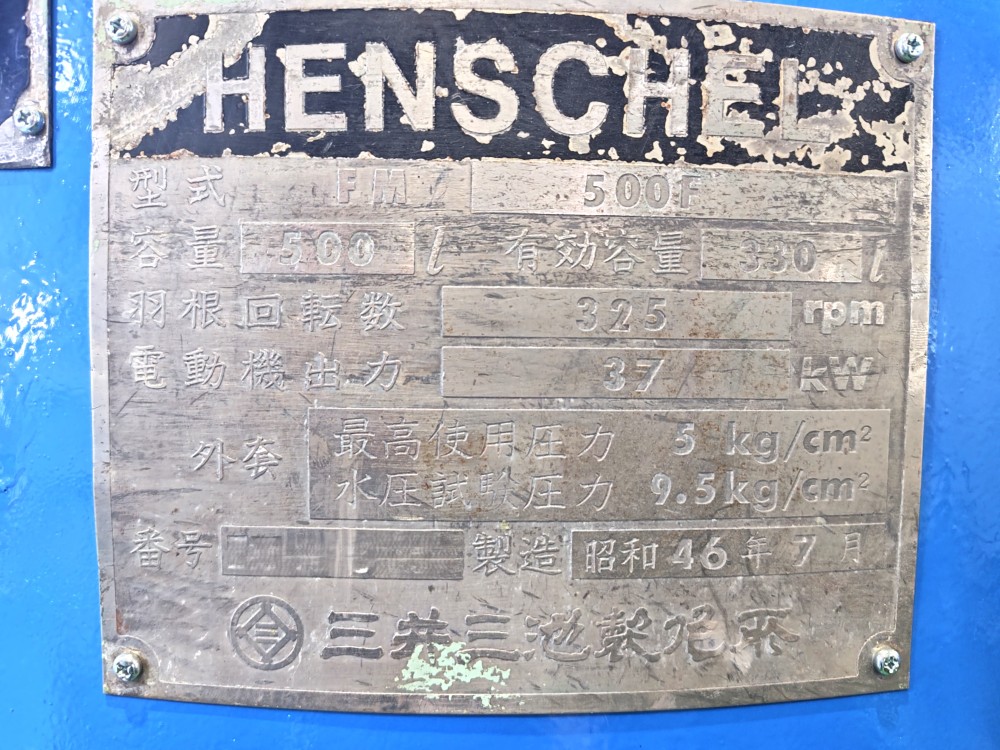 HENSCHEL
型式 FM 500F
容量 500 l 有効容量 330 l
羽根回転数 325 rpm
電動機出力 37 kW
外套 最高使用圧力 5 kg/cm²
水圧試験圧力 9.5kg/cm²
番号 製造 昭和46年7月
三井三池製作所